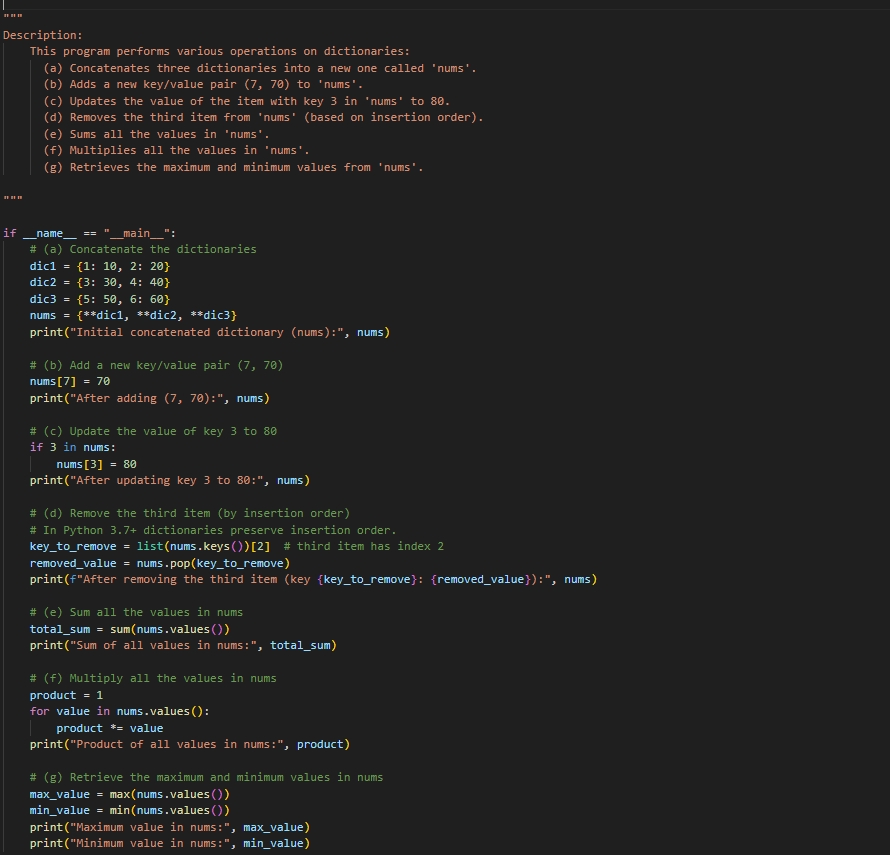 """
Description:
    This program performs various operations on dictionaries:
      (a) Concatenates three dictionaries into a new one called 'nums'.
      (b) Adds a new key/value pair (7, 70) to 'nums'.
      (c) Updates the value of the item with key 3 in 'nums' to 80.
      (d) Removes the third item from 'nums' (based on insertion order).
      (e) Sums all the values in 'nums'.
      (f) Multiplies all the values in 'nums'.
      (g) Retrieves the maximum and minimum values from 'nums'.

"""

if __name__ == "__main__":
    # (a) Concatenate the dictionaries
    dic1 = {1: 10, 2: 20}
    dic2 = {3: 30, 4: 40}
    dic3 = {5: 50, 6: 60}
    nums = {**dic1, **dic2, **dic3}
    print("Initial concatenated dictionary (nums):", nums)

    # (b) Add a new key/value pair (7, 70)
    nums[7] = 70
    print("After adding (7, 70):", nums)

    # (c) Update the value of key 3 to 80
    if 3 in nums:
        nums[3] = 80
    print("After updating key 3 to 80:", nums)

    # (d) Remove the third item (by insertion order)
    # In Python 3.7+ dictionaries preserve insertion order.
    key_to_remove = list(nums.keys())[2]  # third item has index 2
    removed_value = nums.pop(key_to_remove)
    print(f"After removing the third item (key {key_to_remove}: {removed_value}):", nums)

    # (e) Sum all the values in nums
    total_sum = sum(nums.values())
    print("Sum of all values in nums:", total_sum)

    # (f) Multiply all the values in nums
    product = 1
    for value in nums.values():
        product *= value
    print("Product of all values in nums:", product)

    # (g) Retrieve the maximum and minimum values in nums
    max_value = max(nums.values())
    min_value = min(nums.values())
    print("Maximum value in nums:", max_value)
    print("Minimum value in nums:", min_value)